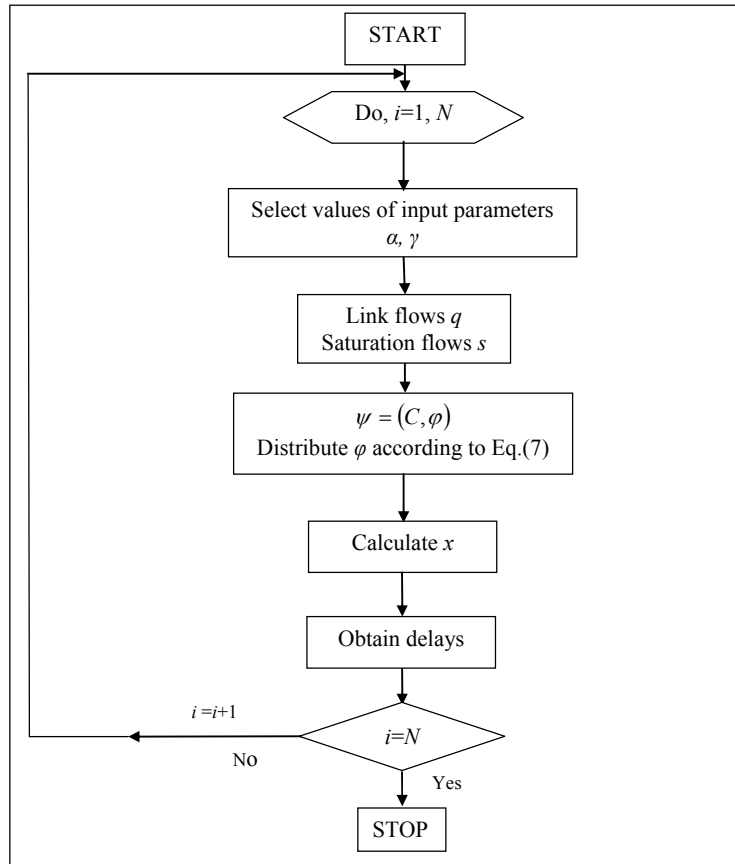 START
Do, i=1, N
Select values of input parameters
α, γ
Link flows q
Saturation flows s
ψ = (C, φ)
Distribute φ according to Eq.(7)
Calculate x
Obtain delays
i =i+1
i=N
No
Yes
STOP